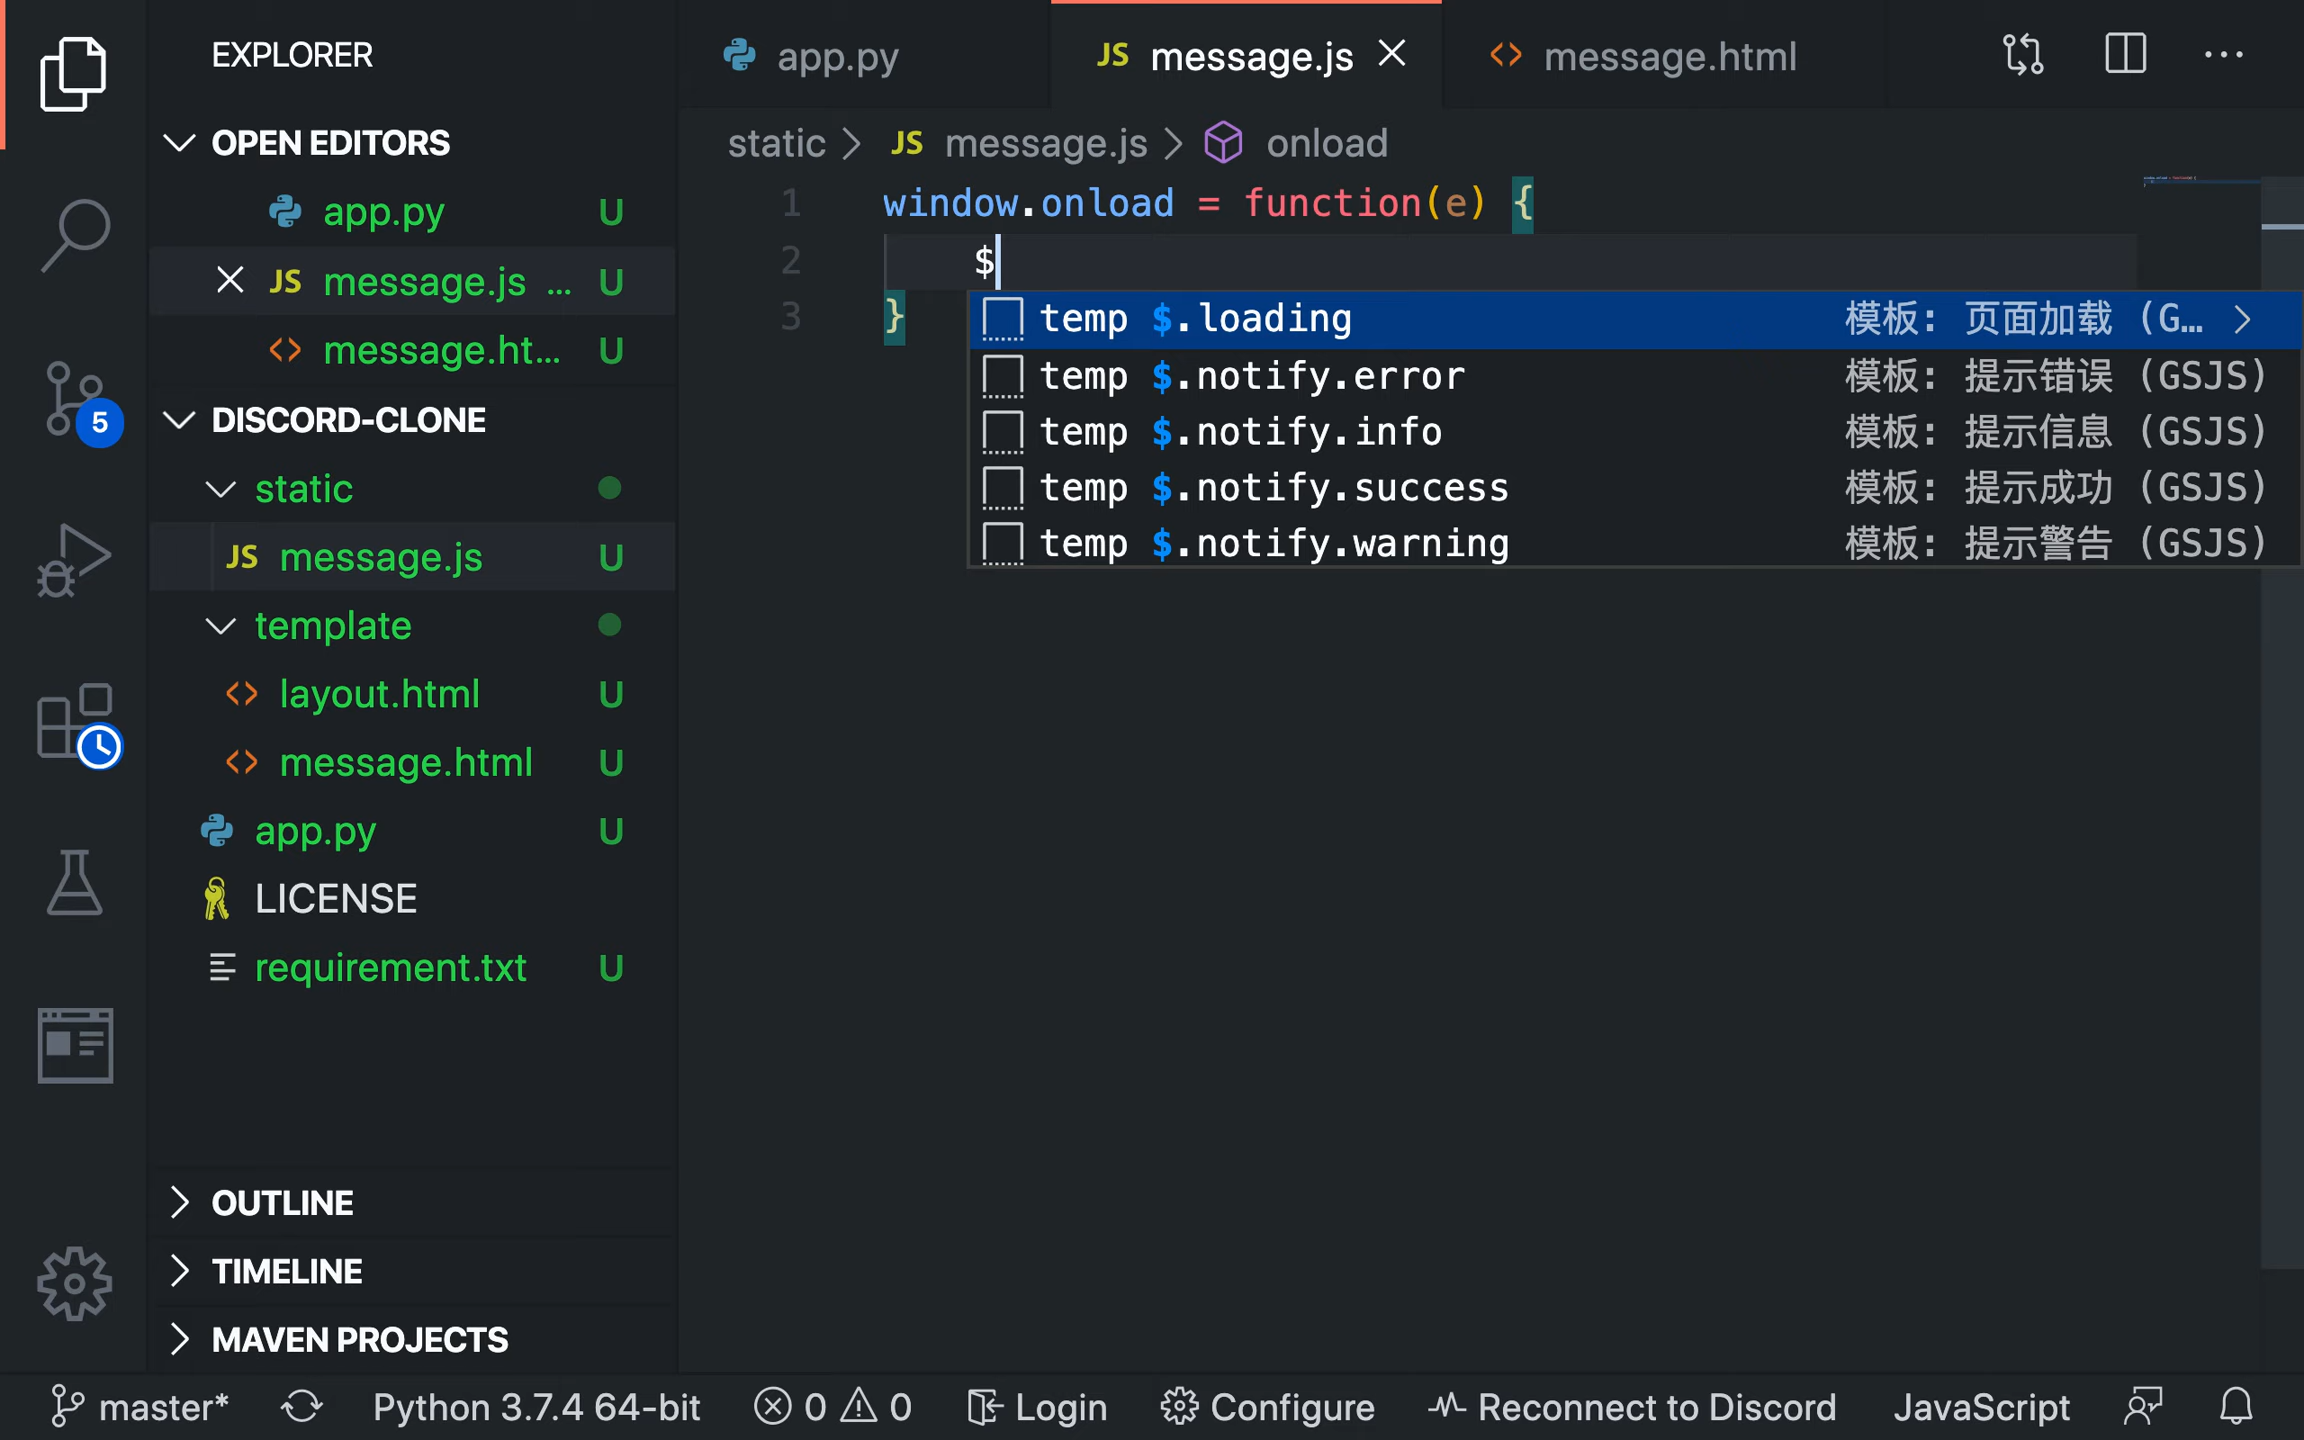 EXPLORER
OPEN EDITORS
app.py U
JS message.js ... U
message.ht... U
DISCORD-CLONE
static
JS message.js U
template
layout.html U
message.html U
app.py U
LICENSE
requirement.txt U
OUTLINE
TIMELINE
MAVEN PROJECTS
5
app.py
JS message.js
message.html
static > JS message.js > onload
1 window.onload = function(e) {
2 $
3 }
temp $.loading 模板: 页面加载 (G...
temp $.notify.error 模板: 提示错误 (GSJS)
temp $.notify.info 模板: 提示信息 (GSJS)
temp $.notify.success 模板: 提示成功 (GSJS)
temp $.notify.warning 模板: 提示警告 (GSJS)
master* Python 3.7.4 64-bit 0 0 Login Configure Reconnect to Discord JavaScript